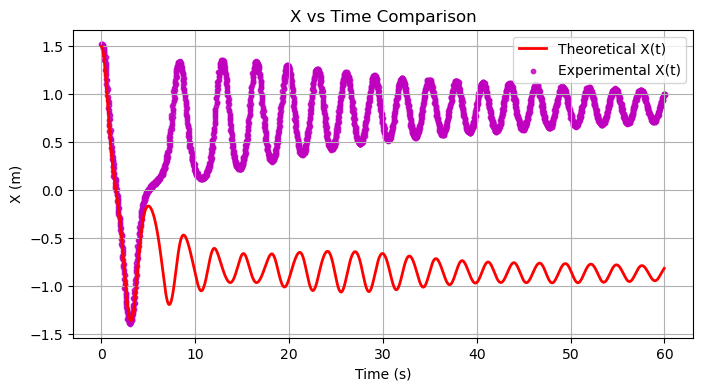 X vs Time Comparison
Theoretical X(t)
Experimental X(t)
X (m)
1.5
1.0
0.5
0.0
−0.5
−1.0
−1.5
0 10 20 30 40 50 60
Time (s)